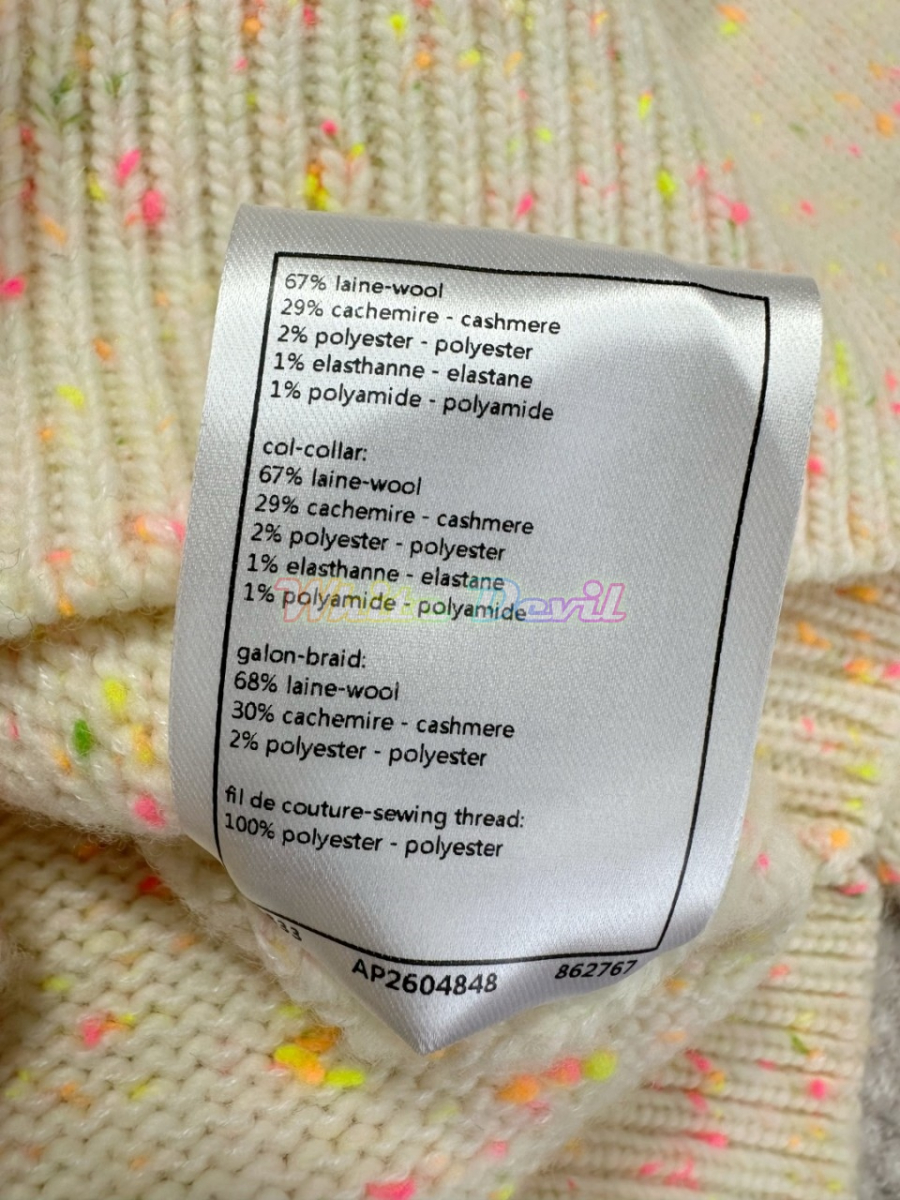 67% laine-wool
29% cachemire - cashmere
2% polyester - polyester
1% elasthanne - elastane
1% polyamide - polyamide
col-collar:
67% laine-wool
29% cachemire - cashmere
2% polyester - polyester
1% elasthanne - elastane
1% polyamide - polyamide
White Devil
galon-braid:
68% laine-wool
30% cachemire - cashmere
2% polyester - polyester
fil de couture-sewing thread:
100% polyester - polyester
AP2604848 862767